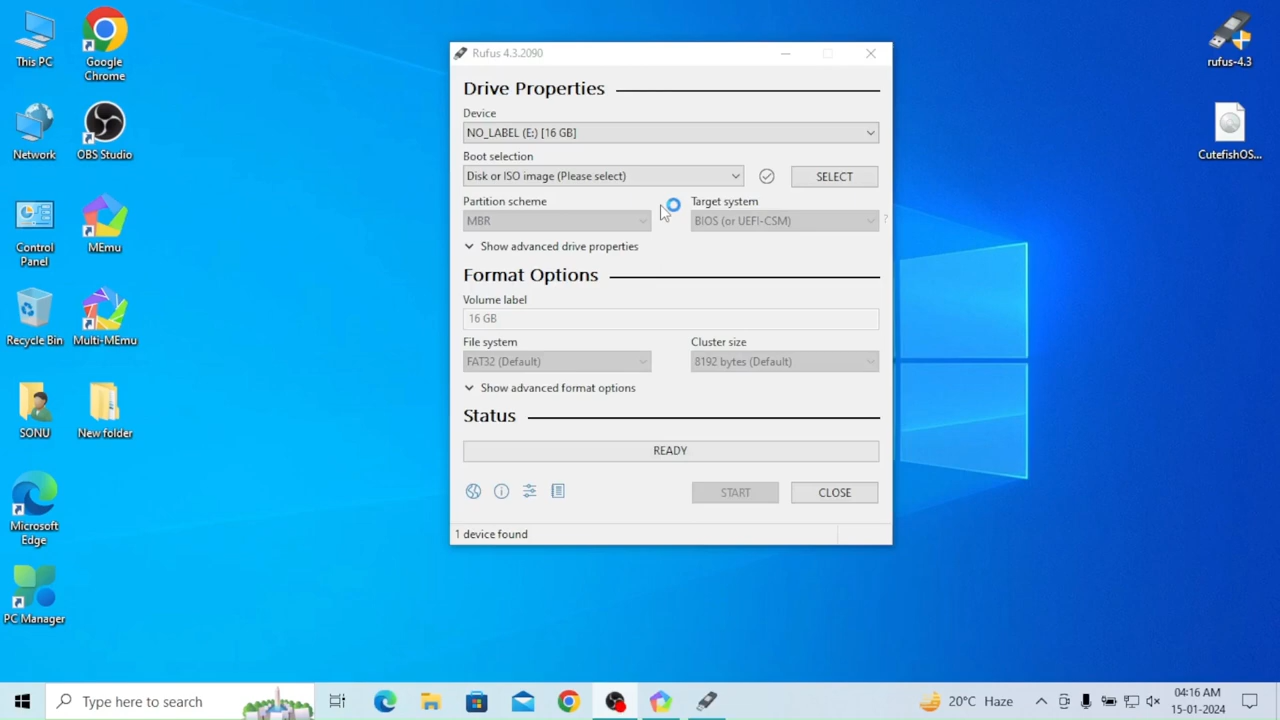 This PC
Google
Chrome
Network
OBS Studio
Control
Panel
MEmu
Recycle Bin
Multi-MEmu
SONU
New folder
Microsoft
Edge
PC Manager
Rufus 4.3.2090
Drive Properties
Device
NO_LABEL (E:) [16 GB]
Boot selection
Disk or ISO image (Please select)
SELECT
Partition scheme
Target system
MBR
BIOS (or UEFI-CSM)
?
Show advanced drive properties
Format Options
Volume label
16 GB
File system
Cluster size
FAT32 (Default)
8192 bytes (Default)
Show advanced format options
Status
READY
START
CLOSE
1 device found
rufus-4.3
CutefishOS...
Type here to search
20°C Haze
04:16 AM
15-01-2024